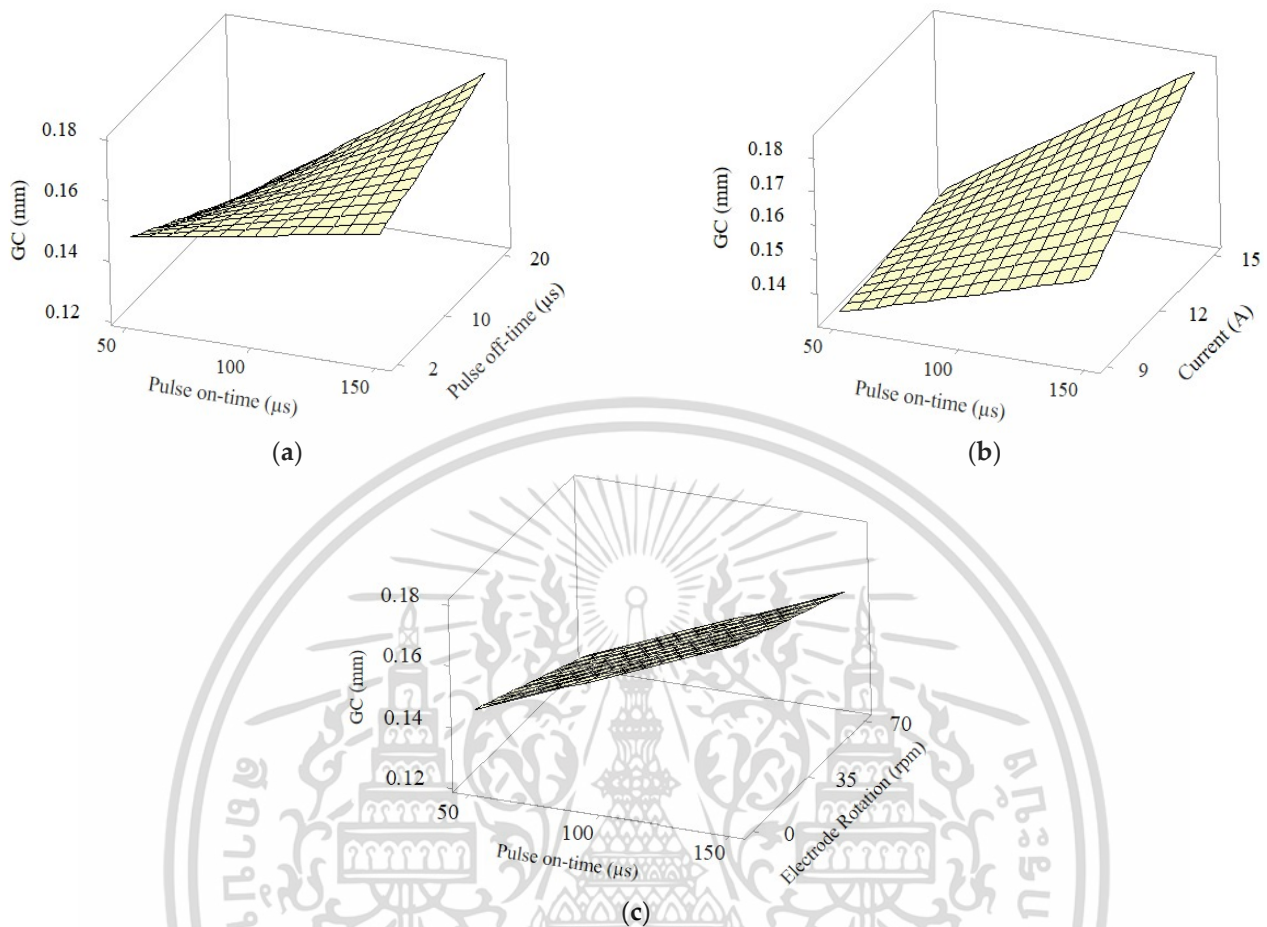 0.18
0.16
0.14
0.12
GC (mm)
50
100
150
Pulse on-time (µs)
2
10
20
Pulse off-time (µs)
(a)
0.18
0.17
0.16
0.15
0.14
GC (mm)
50
100
150
Pulse on-time (µs)
9
12
15
Current (A)
(b)
0.18
0.16
0.14
0.12
GC (mm)
50
100
150
Pulse on-time (µs)
0
35
70
Electrode Rotation (rpm)
(c)